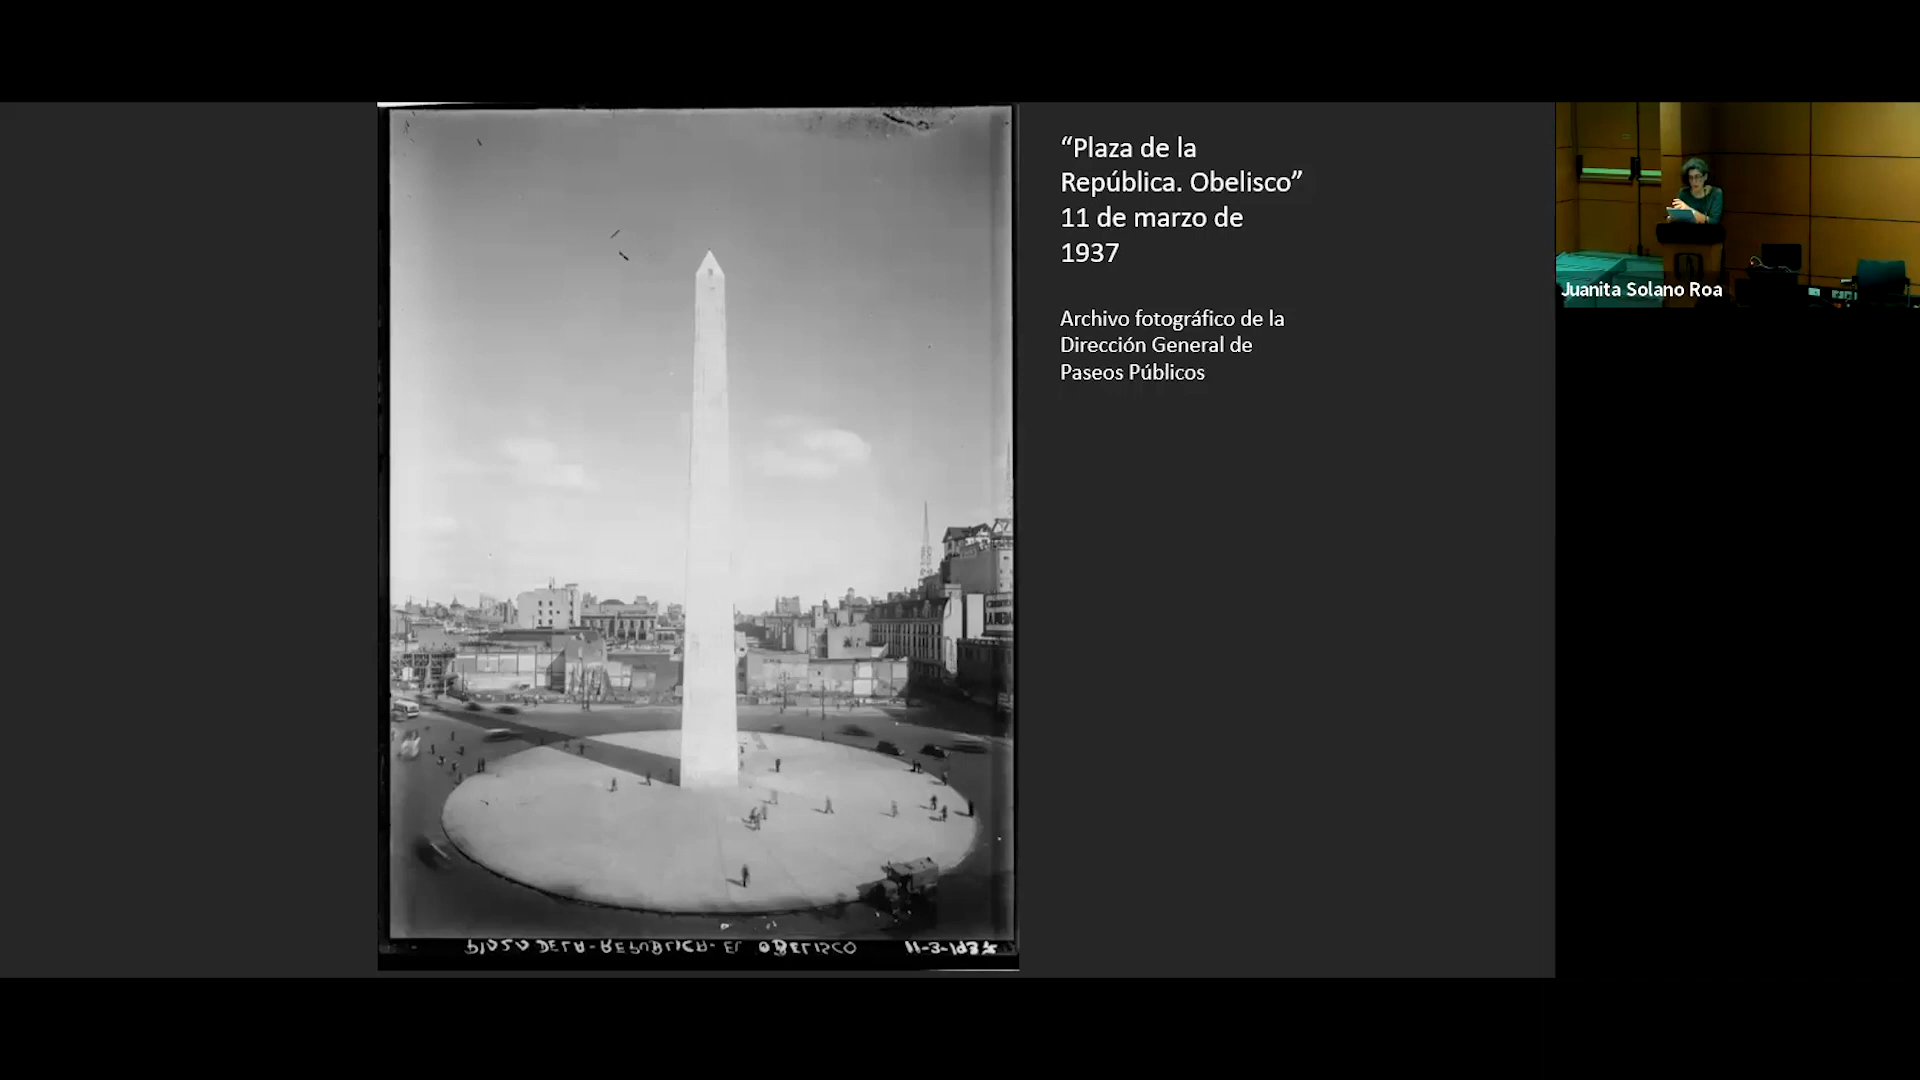 “Plaza de la
República. Obelisco”
11 de marzo de
1937
Archivo fotográfico de la
Dirección General de
Paseos Públicos
Juanita Solano Roa
PLAZA DE LA - REPUBLICA - EL OBELISCO 11-3-1937